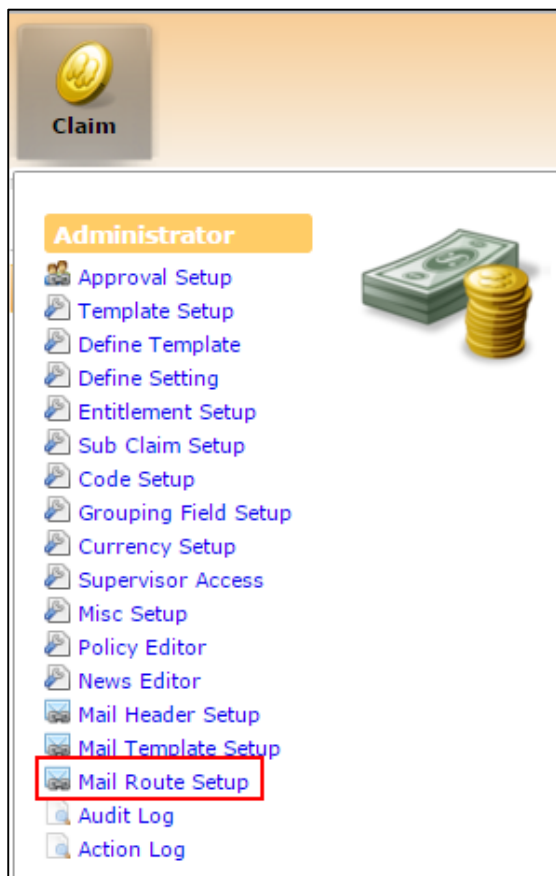 Claim
Administrator
Approval Setup
Template Setup
Define Template
Define Setting
Entitlement Setup
Sub Claim Setup
Code Setup
Grouping Field Setup
Currency Setup
Supervisor Access
Misc Setup
Policy Editor
News Editor
Mail Header Setup
Mail Template Setup
Mail Route Setup
Audit Log
Action Log